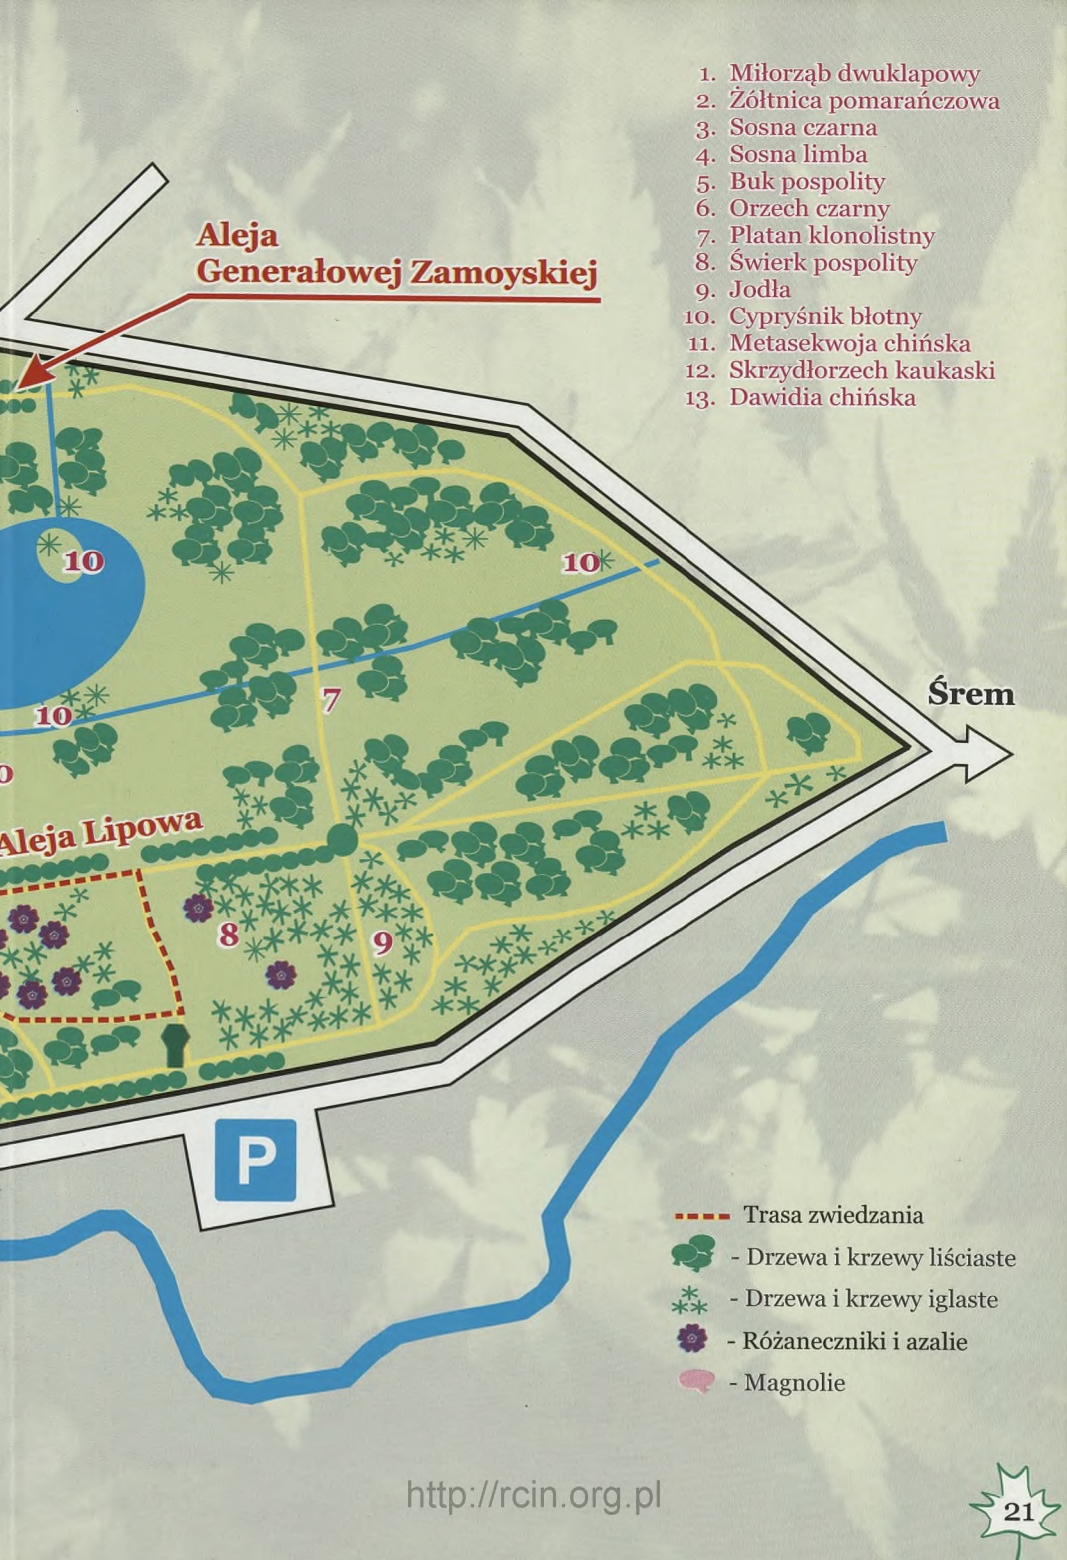 1. Miłorząb dwuklapowy
2. Żółtnica pomarańczowa
3. Sosna czarna
4. Sosna limba
5. Buk pospolity
6. Orzech czarny
7. Platan klonolistny
8. Świerk pospolity
9. Jodła
10. Cypryśnik błotny
11. Metasekwoja chińska
12. Skrzydłorzech kaukaski
13. Dawidia chińska
Aleja
Generałowej Zamoyskiej
10
10
Śrem
7
10
0
Aleja Lipowa
8
9
P
Trasa zwiedzania
- Drzewa i krzewy liściaste
- Drzewa i krzewy iglaste
- Różaneczniki i azalie
- Magnolie
http://rcin.org.pl
21